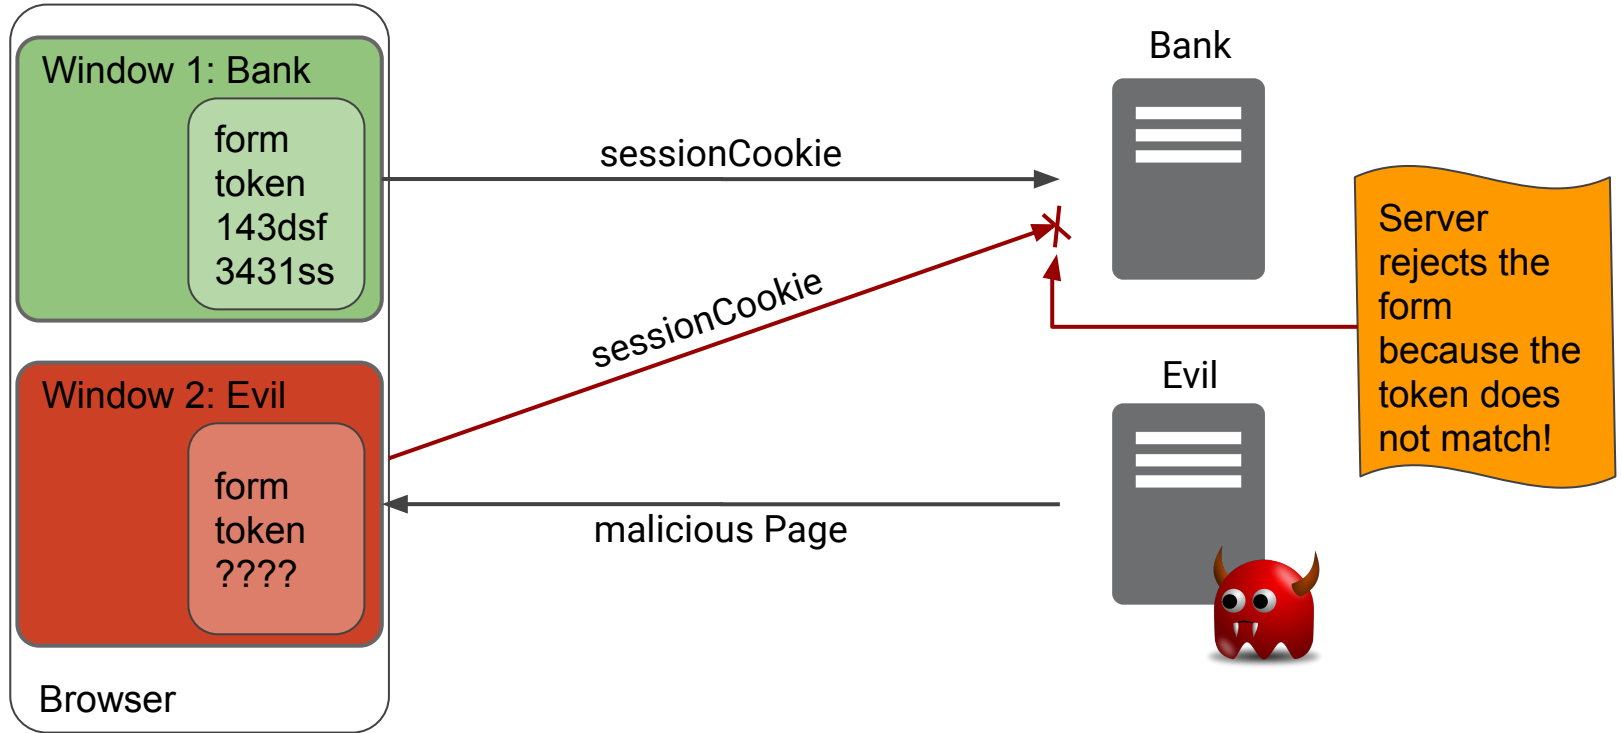 Window 1: Bank
form
token
143dsf
3431ss
Window 2: Evil
form
token
????
Browser
sessionCookie
sessionCookie
malicious Page
Bank
Evil
Server
rejects the
form
because the
token does
not match!